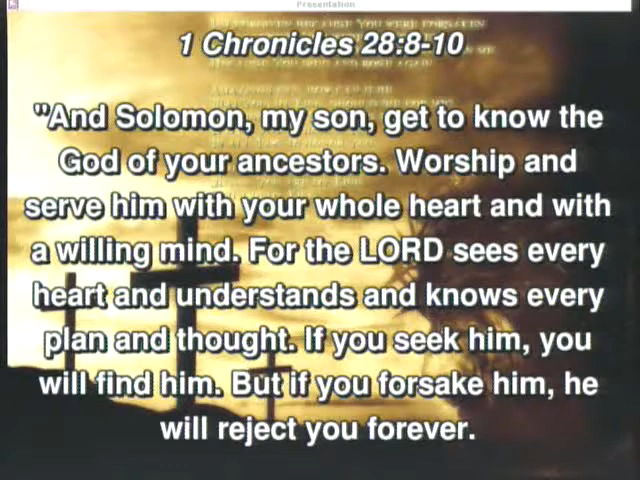 Presentation
1 Chronicles 28:8-10
"And Solomon, my son, get to know the
God of your ancestors. Worship and
serve him with your whole heart and with
a willing mind. For the LORD sees every
heart and understands and knows every
plan and thought. If you seek him, you
will find him. But if you forsake him, he
will reject you forever.